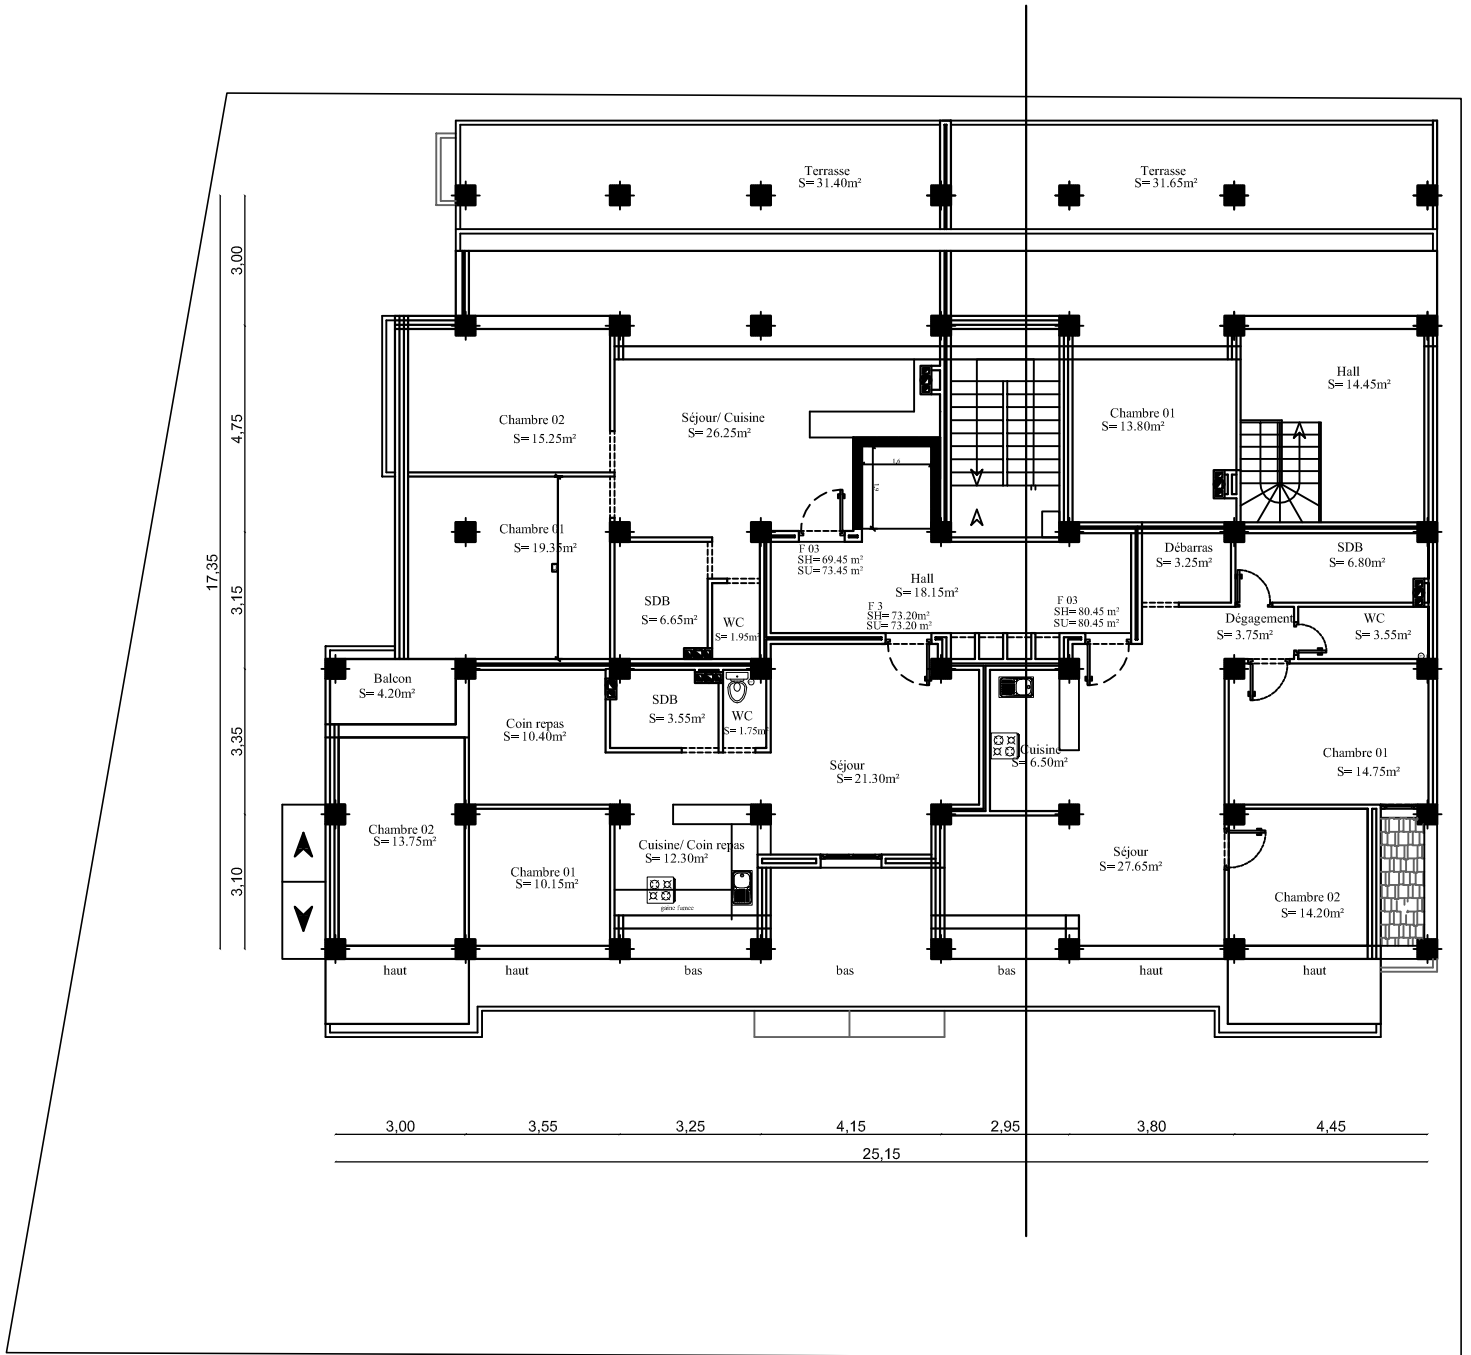 Terrasse
S= 31.40m²
Terrasse
S= 31.65m²
3,00
4,75
3,15
3,35
3,10
17,35
Hall
S= 14.45m²
Chambre 02
S= 15.25m²
Séjour/ Cuisine
S= 26.25m²
Chambre 01
S= 13.80m²
Chambre 01
S= 19.35m²
F 03
SH= 69.45 m²
SU= 73.45 m²
Hall
S= 18.15m²
F 3
SH= 73.20m²
SU= 73.20 m²
F 03
SH= 80.45 m²
SU= 80.45 m²
Débarras
S= 3.25m²
SDB
S= 6.80m²
SDB
S= 6.65m²
WC
S= 1.95m²
Dégagement
S= 3.75m²
WC
S= 3.55m²
Balcon
S= 4.20m²
Coin repas
S= 10.40m²
SDB
S= 3.55m²
WC
S= 1.75m²
Séjour
S= 21.30m²
Cuisine
S= 6.50m²
Chambre 01
S= 14.75m²
Chambre 02
S= 13.75m²
Chambre 01
S= 10.15m²
Cuisine/ Coin repas
S= 12.30m²
gaine fumée
Séjour
S= 27.65m²
Chambre 02
S= 14.20m²
haut
haut
bas
bas
bas
haut
haut
3,00
3,55
3,25
4,15
2,95
3,80
4,45
25,15